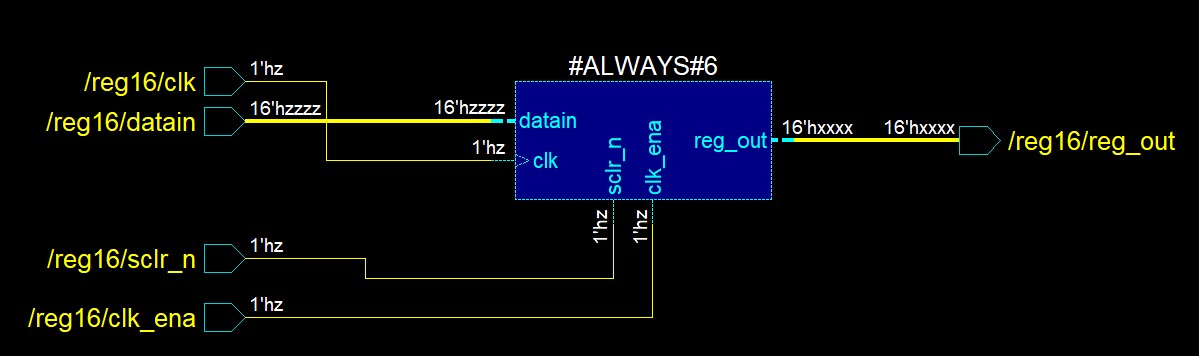 #ALWAYS#6
/reg16/clk
1'hz
/reg16/datain
16'hzzzz
16'hzzzz
datain
1'hz
clk
sclr_n
clk_ena
reg_out
16'hxxxx
16'hxxxx
/reg16/reg_out
1'hz
1'hz
/reg16/sclr_n
1'hz
/reg16/clk_ena
1'hz